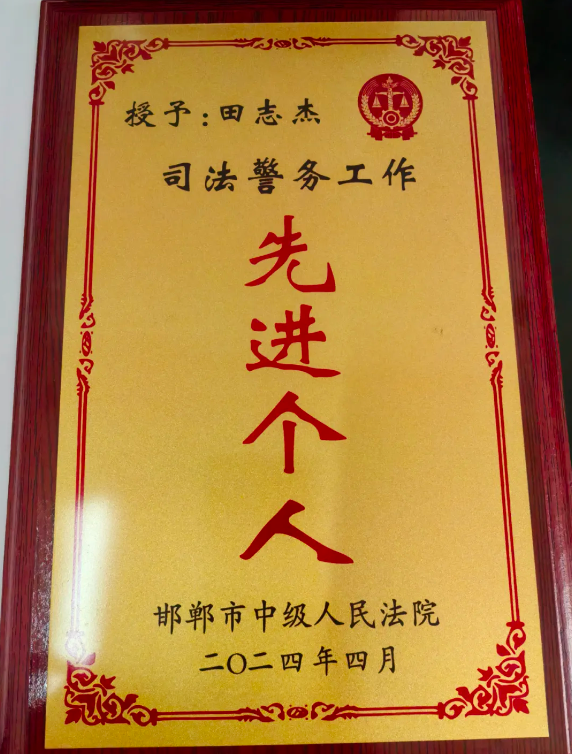 授予:田志杰
司法警务工作
先进个人
邯郸市中级人民法院
二〇二四年四月